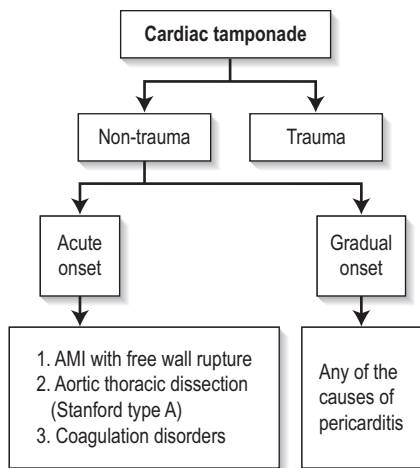 Cardiac tamponade
Non-trauma
Trauma
Acute
onset
Gradual
onset
1. AMI with free wall rupture
2. Aortic thoracic dissection
(Stanford type A)
3. Coagulation disorders
Any of the
causes of
pericarditis